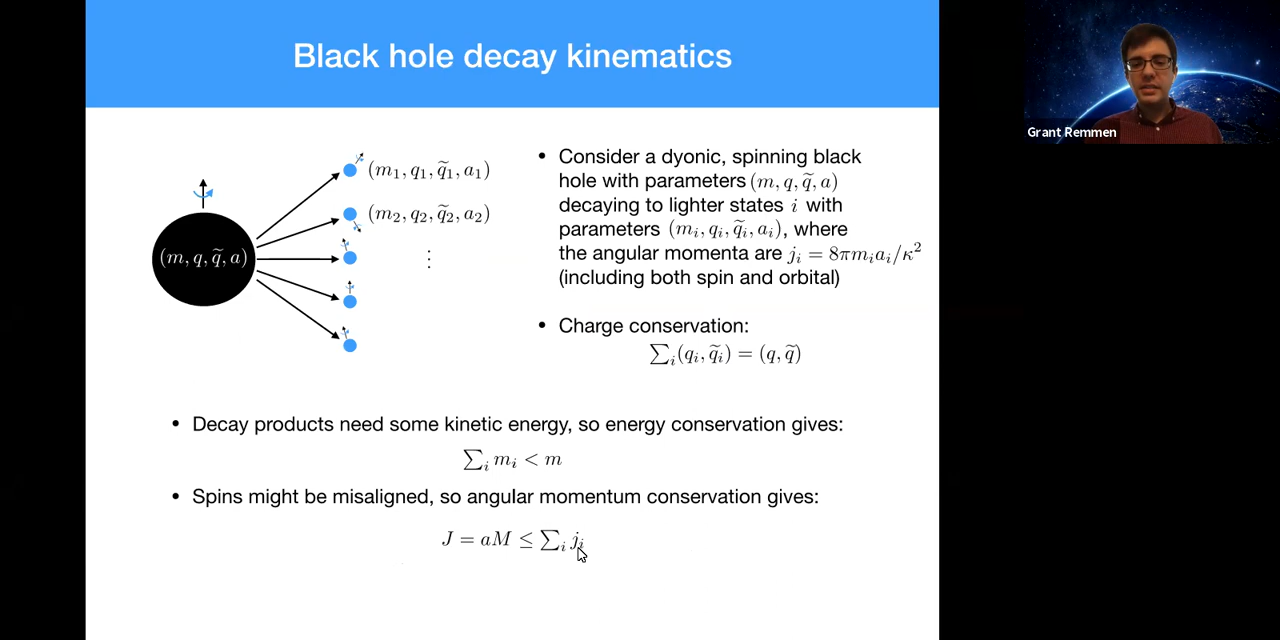 Black hole decay kinematics
Grant Remmen
(m, q, q̃, a)
(m₁, q₁, q̃₁, a₁)
(m₂, q₂, q̃₂, a₂)
⋮
• Consider a dyonic, spinning black
hole with parameters (m, q, q̃, a)
decaying to lighter states i with
parameters (mᵢ, qᵢ, q̃ᵢ, aᵢ), where
the angular momenta are jᵢ = 8πmᵢaᵢ/κ²
(including both spin and orbital)
• Charge conservation:
∑ᵢ(qᵢ, q̃ᵢ) = (q, q̃)
• Decay products need some kinetic energy, so energy conservation gives:
∑ᵢ mᵢ < m
• Spins might be misaligned, so angular momentum conservation gives:
J = aM ≤ ∑ᵢ jᵢ